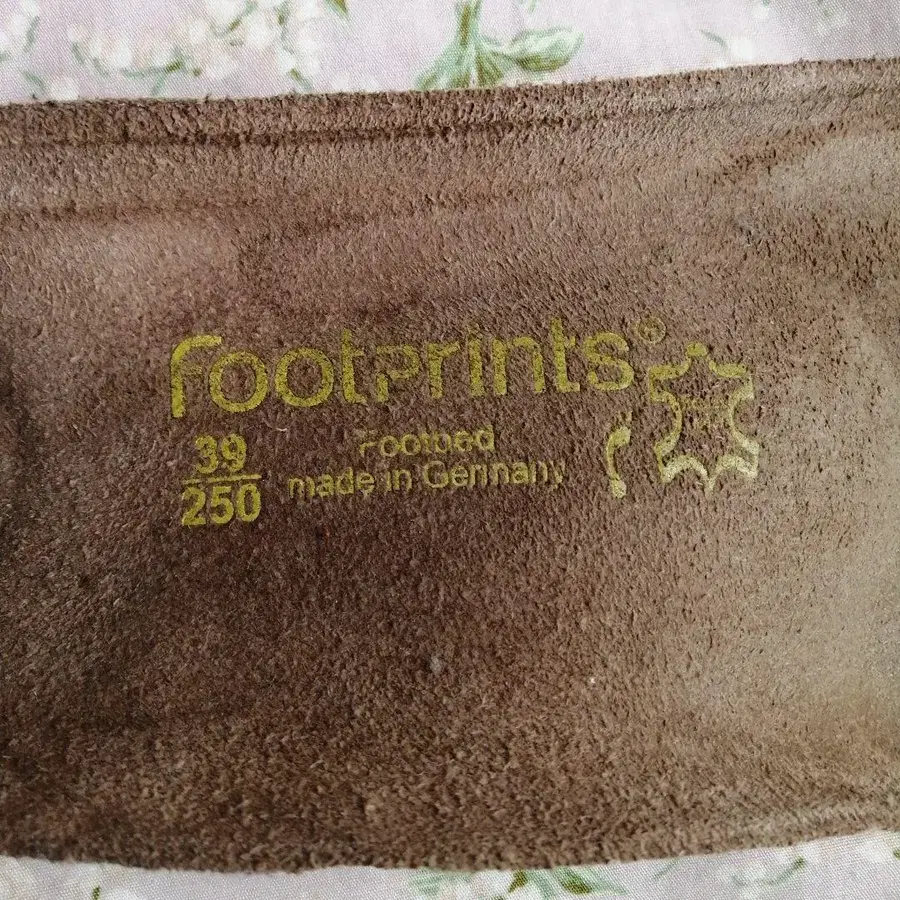 Footprints®
39
250
Footbed
made in Germany